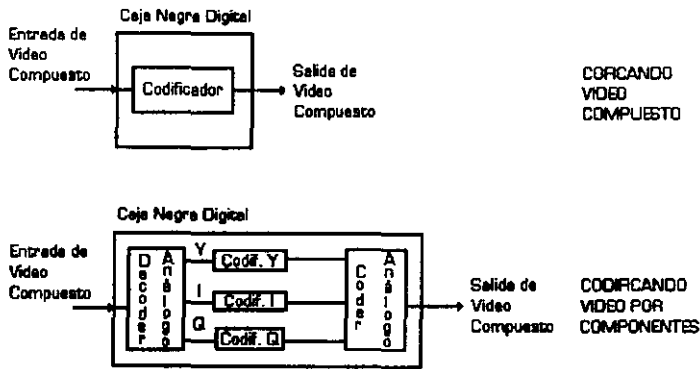 Caja Negra Digital
Entrada de
Video
Compuesto
Codificador
Salida de
Video
Compuesto
CORCANDO
VIDEO
COMPUESTO
Caja Negra Digital
Entrada de
Video
Compuesto
Decoder
Análogo
Y
Codif. Y
I
Codif. I
Q
Codif. Q
Coder
Análogo
Salida de
Video
Compuesto
CODIFICANDO
VIDEO POR
COMPONENTES